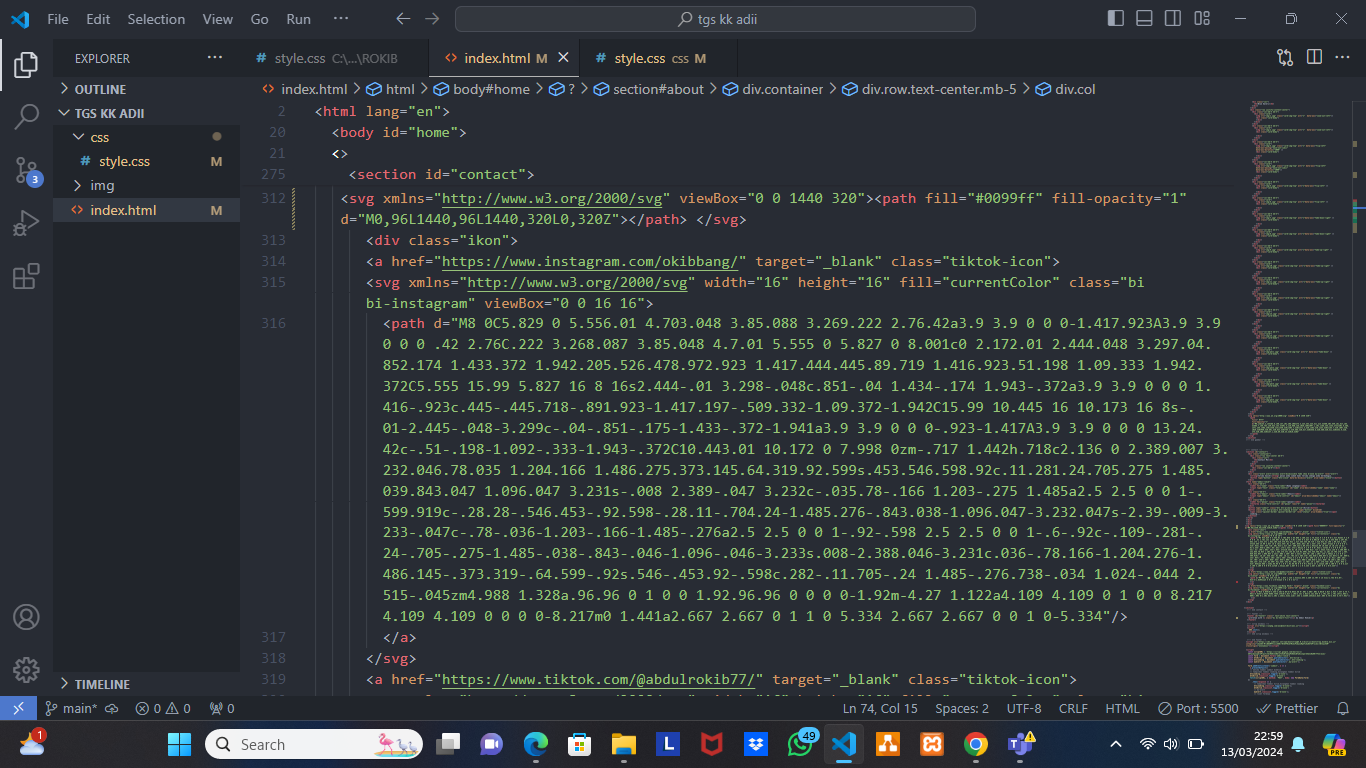 File Edit Selection View Go Run ··· tgs kk adii
EXPLORER ···
# style.css C:\...\ROKIB
<> index.html M
# style.css css M
OUTLINE
TGS KK ADII
css
# style.css M
img
<> index.html M
TIMELINE
3
<> index.html > html > body#home > ? > section#about > div.container > div.row.text-center.mb-5 > div.col
2 <html lang="en">
20 <body id="home">
21 <>
275 <section id="contact">
312 <svg xmlns="http://www.w3.org/2000/svg" viewBox="0 0 1440 320"><path fill="#0099ff" fill-opacity="1"
d="M0,96L1440,96L1440,320L0,320Z"></path> </svg>
313 <div class="ikon">
314 <a href="https://www.instagram.com/okibbang/" target="_blank" class="tiktok-icon">
315 <svg xmlns="http://www.w3.org/2000/svg" width="16" height="16" fill="currentColor" class="bi
bi-instagram" viewBox="0 0 16 16">
316 <path d="M8 0C5.829 0 5.556.01 4.703.048 3.85.088 3.269.222 2.76.42a3.9 3.9 0 0 0-1.417.923A3.9 3.9
0 0 0 .42 2.76C.222 3.268.087 3.85.048 4.7.01 5.555 0 5.827 0 8.001c0 2.172.01 2.444.048 3.297.04.
852.174 1.433.372 1.942.205.526.478.972.923 1.417.444.445.89.719 1.416.923.51.198 1.09.333 1.942.
372C5.555 15.99 5.827 16 8 16s2.444-.01 3.298-.048c.851-.04 1.434-.174 1.943-.372a3.9 3.9 0 0 0 1.
416-.923c.445-.445.718-.891.923-1.417.197-.509.332-1.09.372-1.942C15.99 10.445 16 10.173 16 8s-.
01-2.445-.048-3.299c-.04-.851-.175-1.433-.372-1.941a3.9 3.9 0 0 0-.923-1.417A3.9 3.9 0 0 0 13.24.
42c-.51-.198-1.092-.333-1.943-.372C10.443.01 10.172 0 7.998 0zm-.717 1.442h.718c2.136 0 2.389.007 3.
232.046.78.035 1.204.166 1.486.275.373.145.64.319.92.599s.453.546.598.92c.11.281.24.705.275 1.485.
039.843.047 1.096.047 3.231s-.008 2.389-.047 3.232c-.035.78-.166 1.203-.275 1.485a2.5 2.5 0 0 1-.
599.919c-.28.28-.546.453-.92.598-.28.11-.704.24-1.485.276-.843.038-1.096.047-3.232.047s-2.39-.009-3.
233-.047c-.78-.036-1.203-.166-1.485-.276a2.5 2.5 0 0 1-.92-.598 2.5 2.5 0 0 1-.6-.92c-.109-.281-.
24-.705-.275-1.485-.038-.843-.046-1.096-.046-3.233s.008-2.388.046-3.231c.036-.78.166-1.204.276-1.
486.145-.373.319-.64.599-.92s.546-.453.92-.598c.282-.11.705-.24 1.485-.276.738-.034 1.024-.044 2.
515-.045zm4.988 1.328a.96.96 0 1 0 0 1.92.96.96 0 0 0 0-1.92m-4.27 1.122a4.109 4.109 0 1 0 0 8.217
4.109 4.109 0 0 0 0-8.217m0 1.441a2.667 2.667 0 1 1 0 5.334 2.667 2.667 0 0 1 0-5.334"/>
317 </a>
318 </svg>
319 <a href="https://www.tiktok.com/@abdulrokib77/" target="_blank" class="tiktok-icon">
main* 0 0 0 Ln 74, Col 15 Spaces: 2 UTF-8 CRLF HTML Port : 5500 Prettier
1 Search L 49 PRE 22:59
13/03/2024